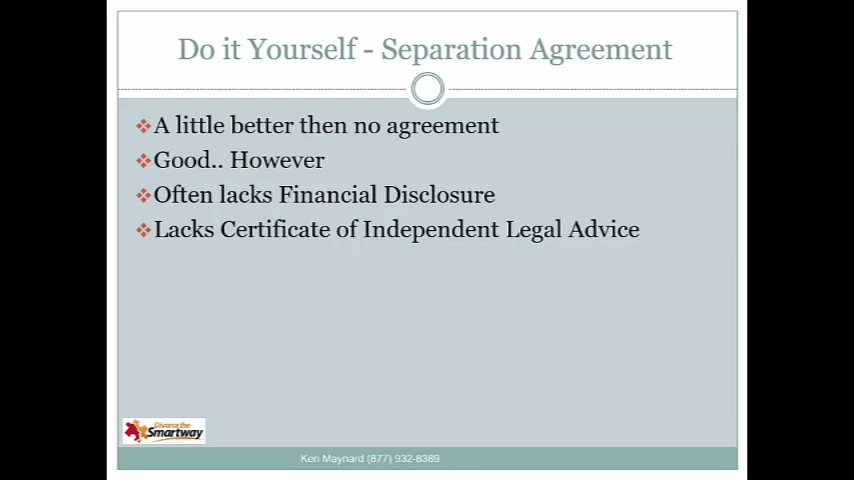 Do it Yourself - Separation Agreement
A little better then no agreement
Good.. However
Often lacks Financial Disclosure
Lacks Certificate of Independent Legal Advice
Divorce the
Smartway
Ken Maynard (877) 932-8389